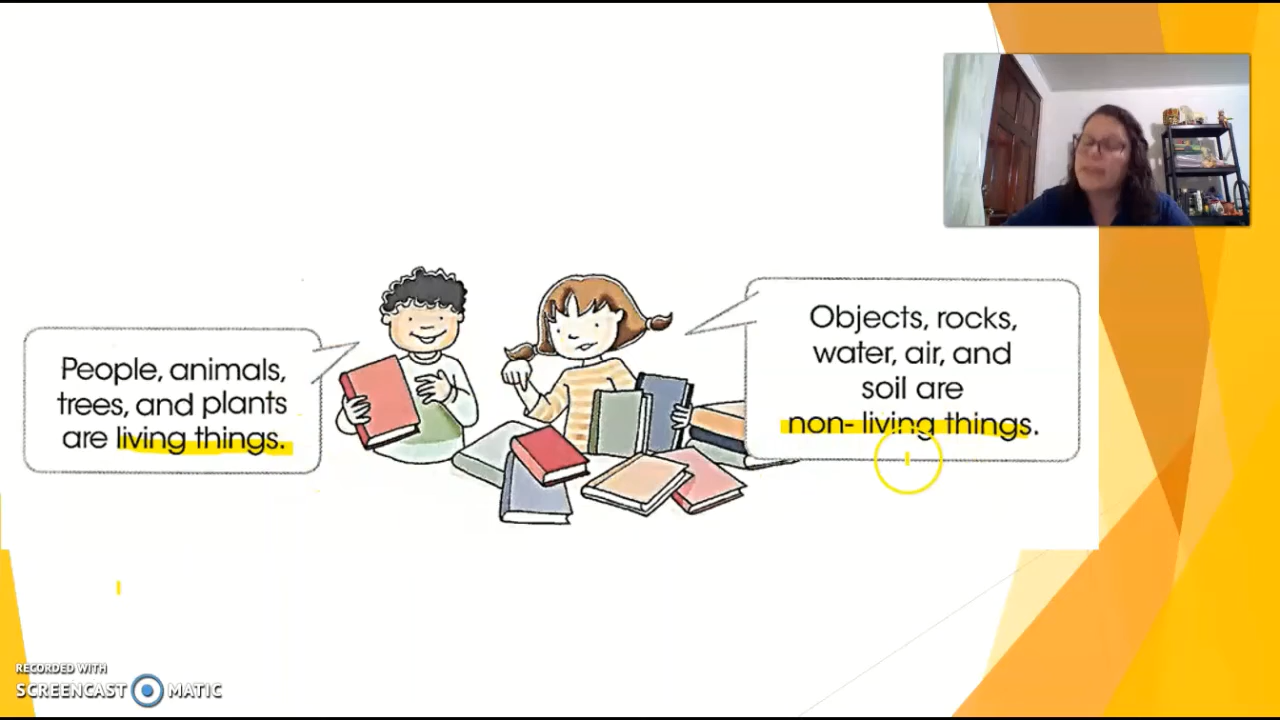 People, animals,
trees, and plants
are living things.
Objects, rocks,
water, air, and
soil are
non- living things.
RECORDED WITH
SCREENCAST MATIC